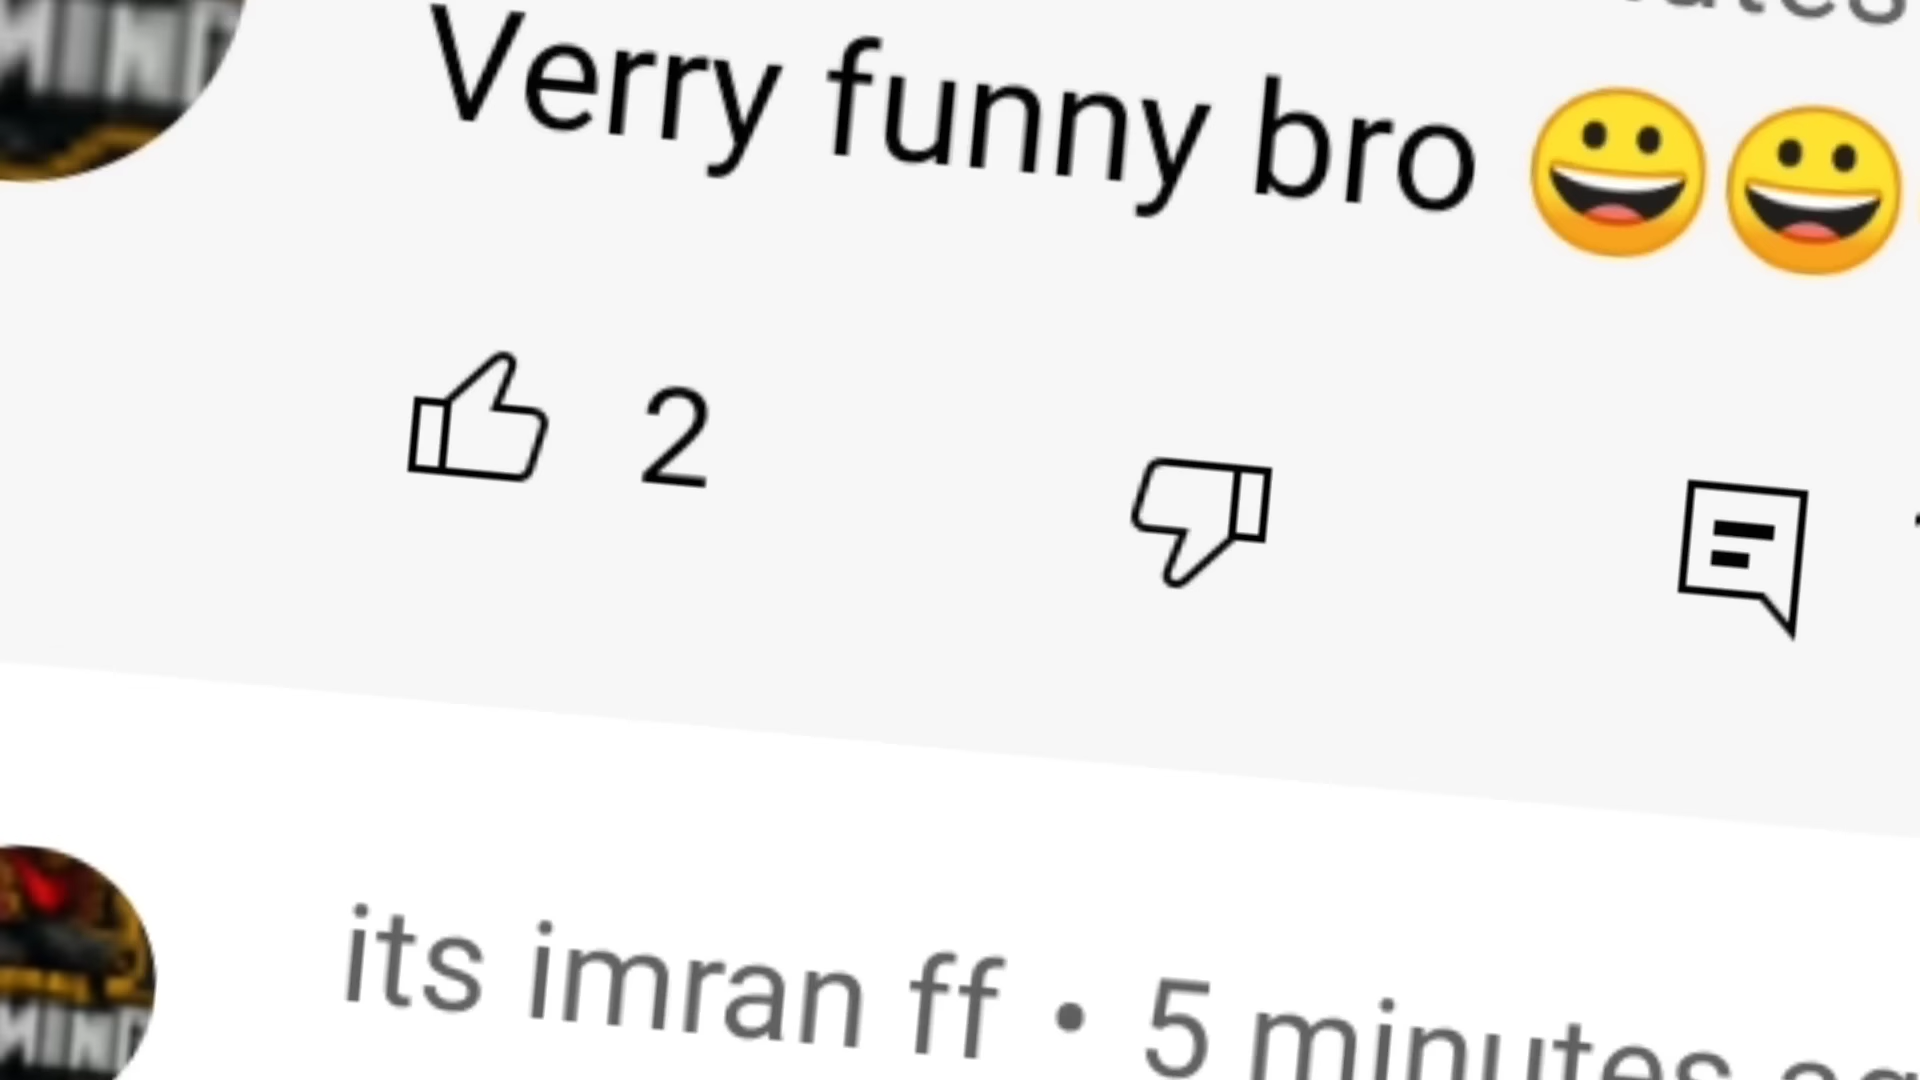 Verry funny bro 😀😀
2
its imran ff • 5 minutes